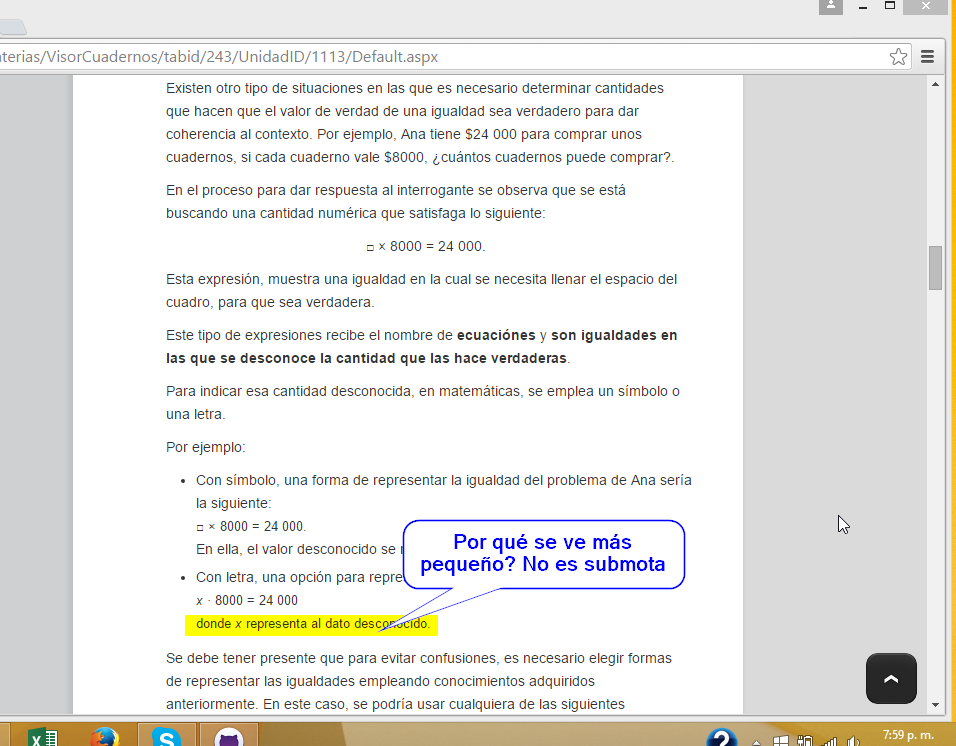 terias/VisorCuadernos/tabid/243/UnidadID/1113/Default.aspx
Existen otro tipo de situaciones en las que es necesario determinar cantidades
que hacen que el valor de verdad de una igualdad sea verdadero para dar
coherencia al contexto. Por ejemplo, Ana tiene $24 000 para comprar unos
cuadernos, si cada cuaderno vale $8000, ¿cuántos cuadernos puede comprar?.
En el proceso para dar respuesta al interrogante se observa que se está
buscando una cantidad numérica que satisfaga lo siguiente:
□ × 8000 = 24 000.
Esta expresión, muestra una igualdad en la cual se necesita llenar el espacio del
cuadro, para que sea verdadera.
Este tipo de expresiones recibe el nombre de ecuaciónes y son igualdades en
las que se desconoce la cantidad que las hace verdaderas.
Para indicar esa cantidad desconocida, en matemáticas, se emplea un símbolo o
una letra.
Por ejemplo:
• Con símbolo, una forma de representar la igualdad del problema de Ana sería
la siguiente:
□ × 8000 = 24 000.
En ella, el valor desconocido se
Por qué se ve más
pequeño? No es submota
• Con letra, una opción para repre
x · 8000 = 24 000
donde x representa al dato desconocido.
Se debe tener presente que para evitar confusiones, es necesario elegir formas
de representar las igualdades empleando conocimientos adquiridos
anteriormente. En este caso, se podría usar cualquiera de las siguientes
7:59 p. m.